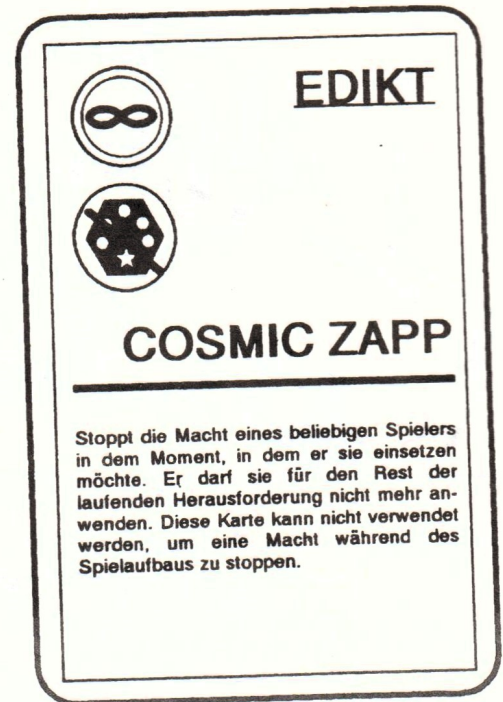 EDIKT
COSMIC ZAPP
Stoppt die Macht eines beliebigen Spielers
in dem Moment, in dem er sie einsetzen
möchte. Er darf sie für den Rest der
laufenden Herausforderung nicht mehr an-
wenden. Diese Karte kann nicht verwendet
werden, um eine Macht während des
Spielaufbaus zu stoppen.